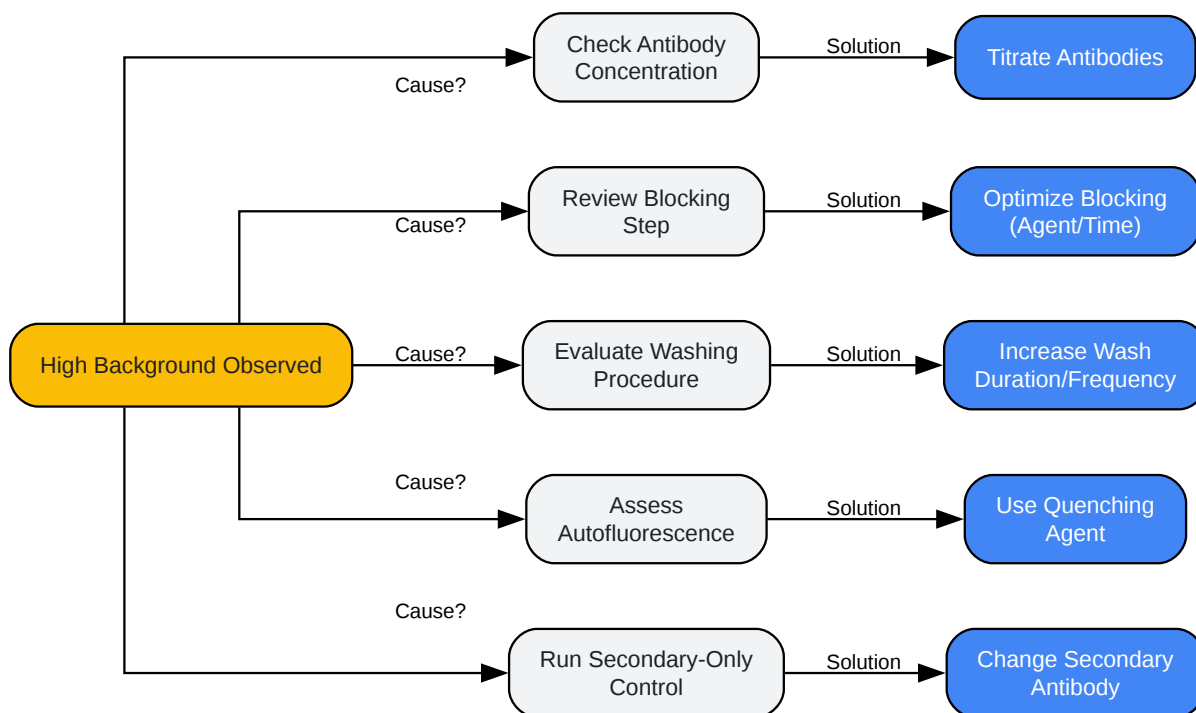 Check Antibody
Concentration
Solution
Titrate Antibodies
Cause?
Review Blocking
Step
Solution
Optimize Blocking
(Agent/Time)
Cause?
High Background Observed
Cause?
Evaluate Washing
Procedure
Solution
Increase Wash
Duration/Frequency
Cause?
Assess
Autofluorescence
Solution
Use Quenching
Agent
Cause?
Run Secondary-Only
Control
Solution
Change Secondary
Antibody